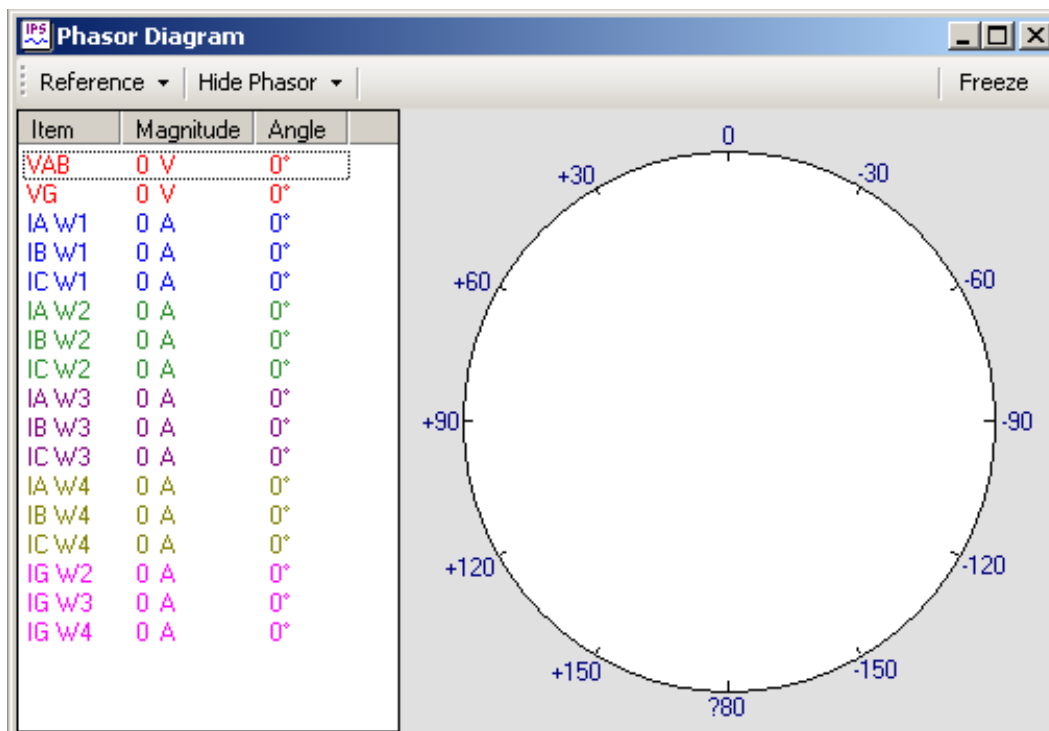 IPS Phasor Diagram
Reference Hide Phasor Freeze
Item Magnitude Angle
VAB 0 V 0°
VG 0 V 0°
IA W1 0 A 0°
IB W1 0 A 0°
IC W1 0 A 0°
IA W2 0 A 0°
IB W2 0 A 0°
IC W2 0 A 0°
IA W3 0 A 0°
IB W3 0 A 0°
IC W3 0 A 0°
IA W4 0 A 0°
IB W4 0 A 0°
IC W4 0 A 0°
IG W2 0 A 0°
IG W3 0 A 0°
IG W4 0 A 0°
0
+30 -30
+60 -60
+90 -90
+120 -120
+150 -150
?80